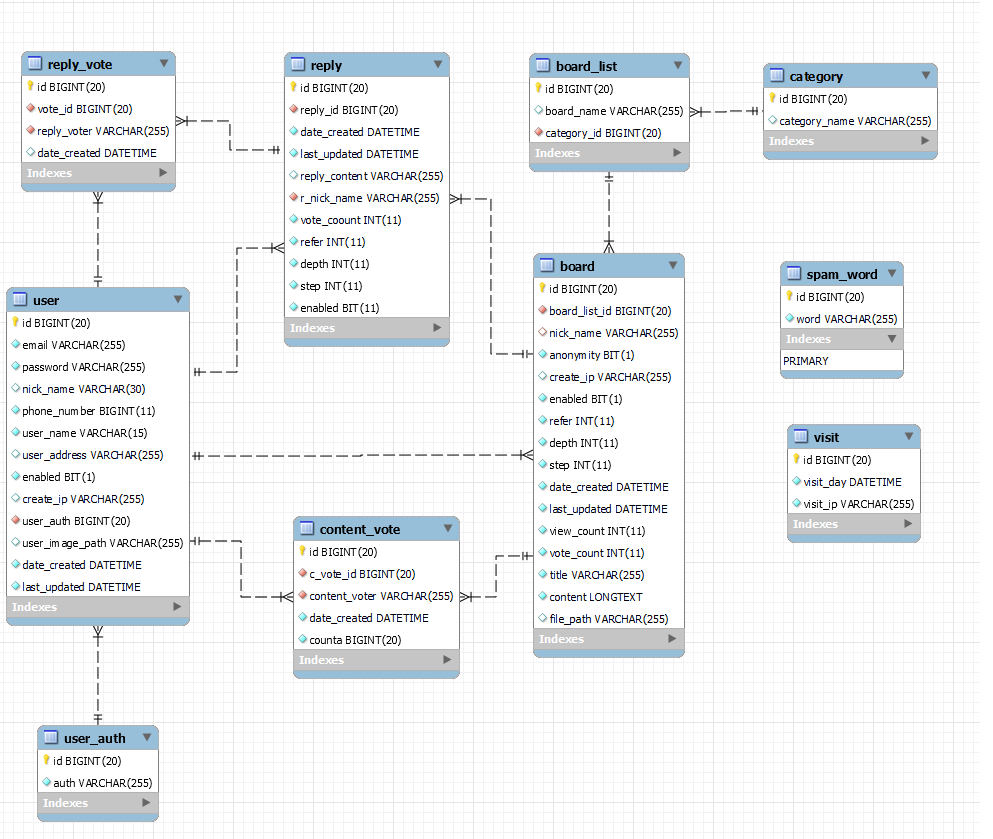 reply_vote
id BIGINT(20)
vote_id BIGINT(20)
reply_voter VARCHAR(255)
date_created DATETIME
Indexes
reply
id BIGINT(20)
reply_id BIGINT(20)
date_created DATETIME
last_updated DATETIME
reply_content VARCHAR(255)
r_nick_name VARCHAR(255)
vote_coount INT(11)
refer INT(11)
depth INT(11)
step INT(11)
enabled BIT(11)
Indexes
board_list
id BIGINT(20)
board_name VARCHAR(255)
category_id BIGINT(20)
Indexes
category
id BIGINT(20)
category_name VARCHAR(255)
Indexes
user
id BIGINT(20)
email VARCHAR(255)
password VARCHAR(255)
nick_name VARCHAR(30)
phone_number BIGINT(11)
user_name VARCHAR(15)
user_address VARCHAR(255)
enabled BIT(1)
create_ip VARCHAR(255)
user_auth BIGINT(20)
user_image_path VARCHAR(255)
date_created DATETIME
last_updated DATETIME
Indexes
board
id BIGINT(20)
board_list_id BIGINT(20)
nick_name VARCHAR(255)
anonymity BIT(1)
create_ip VARCHAR(255)
enabled BIT(1)
refer INT(11)
depth INT(11)
step INT(11)
date_created DATETIME
last_updated DATETIME
view_count INT(11)
vote_count INT(11)
title VARCHAR(255)
content LONGTEXT
file_path VARCHAR(255)
Indexes
spam_word
id BIGINT(20)
word VARCHAR(255)
Indexes
PRIMARY
visit
id BIGINT(20)
visit_day DATETIME
visit_ip VARCHAR(255)
Indexes
content_vote
id BIGINT(20)
c_vote_id BIGINT(20)
content_voter VARCHAR(255)
date_created DATETIME
counta BIGINT(20)
Indexes
user_auth
id BIGINT(20)
auth VARCHAR(255)
Indexes